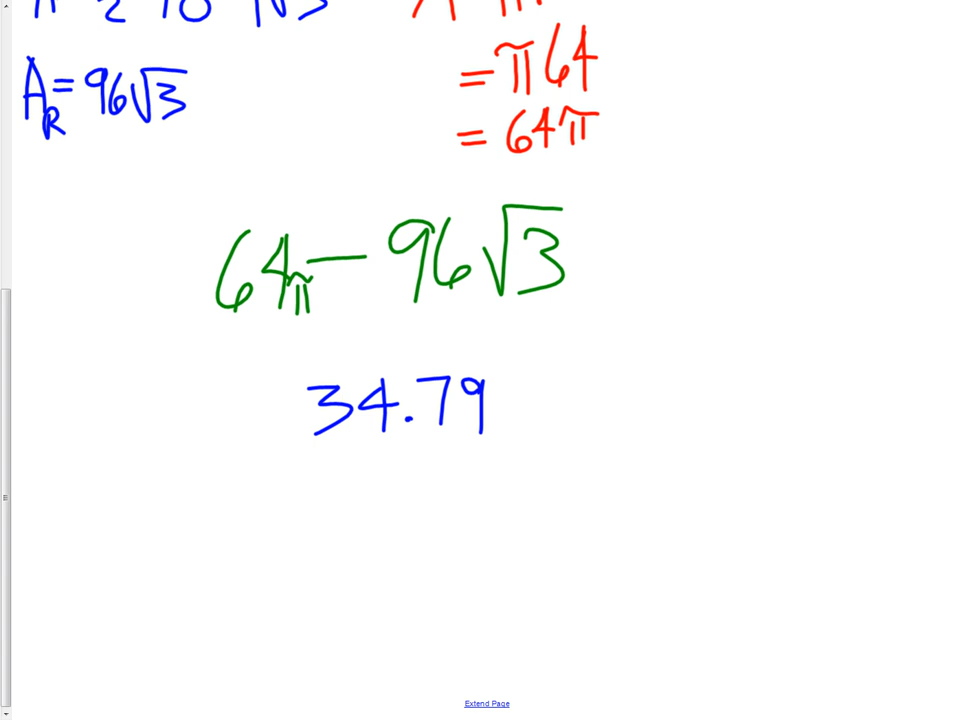 A_R = 96√3
= π64
= 64π
64π − 96√3
34.79
Extend Page